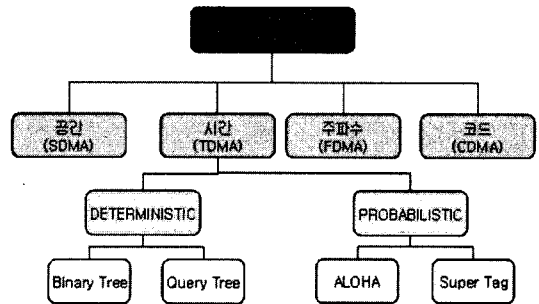 공간
(SDMA)
시간
(TDMA)
주파수
(FDMA)
코드
(CDMA)
DETERMINISTIC
PROBABILISTIC
Binary Tree
Query Tree
ALOHA
Super Tag